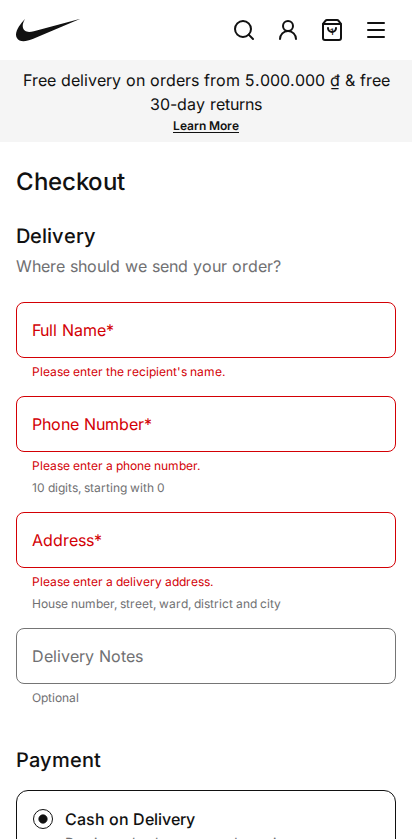 Free delivery on orders from 5.000.000 ₫ & free
30-day returns
Learn More
Checkout
Delivery
Where should we send your order?
Full Name*
Please enter the recipient's name.
Phone Number*
Please enter a phone number.
10 digits, starting with 0
Address*
Please enter a delivery address.
House number, street, ward, district and city
Delivery Notes
Optional
Payment
Cash on Delivery